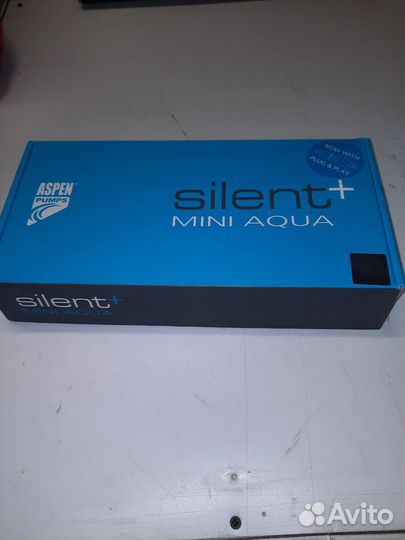 NOW WITH
PLUG & PLAY
ASPEN
PUMPS
silent+
MINI AQUA
silent+
MINI AQUA
Avito